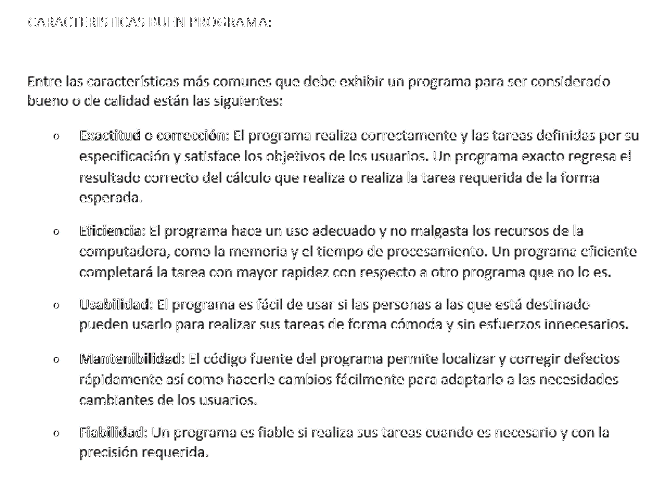 CARACTERISTICAS BUEN PROGRAMA:
Entre las características más comunes que debe exhibir un programa para ser considerado
bueno o de calidad están las siguientes:
o Exactitud o corrección: El programa realiza correctamente y las tareas definidas por su
especificación y satisface los objetivos de los usuarios. Un programa exacto regresa el
resultado correcto del cálculo que realiza o realiza la tarea requerida de la forma
esperada.
o Eficiencia: El programa hace un uso adecuado y no malgasta los recursos de la
computadora, como la memoria y el tiempo de procesamiento. Un programa eficiente
completará la tarea con mayor rapidez con respecto a otro programa que no lo es.
o Usabilidad: El programa es fácil de usar si las personas a las que está destinado
pueden usarlo para realizar sus tareas de forma cómoda y sin esfuerzos innecesarios.
o Mantenibilidad: El código fuente del programa permite localizar y corregir defectos
rápidamente así como hacerle cambios fácilmente para adaptarlo a las necesidades
cambiantes de los usuarios.
o Fiabilidad: Un programa es fiable si realiza sus tareas cuando es necesario y con la
precisión requerida.